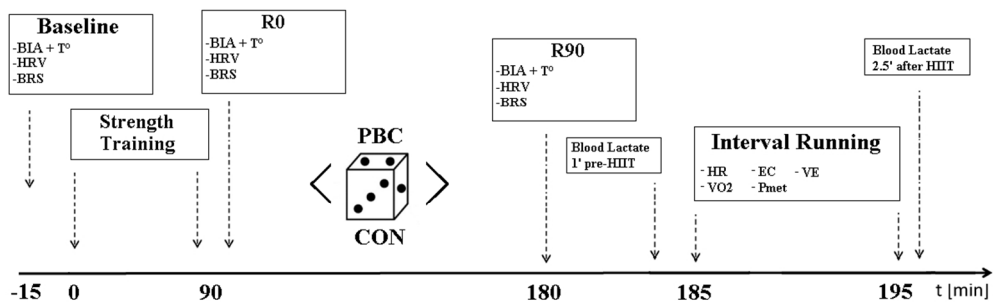 Baseline
-BIA + T°
-HRV
-BRS
R0
-BIA + T°
-HRV
-BRS
Strength
Training
PBC
CON
R90
-BIA + T°
-HRV
-BRS
Blood Lactate
1' pre-HIIT
Interval Running
- HR - EC - VE
- VO2 - Pmet
Blood Lactate
2.5' after HIIT
-15 0 90 180 185 195 t [min]